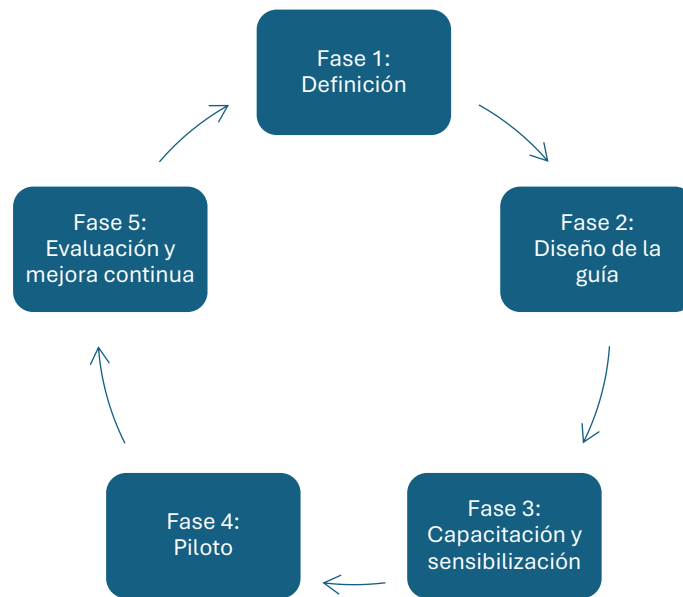 Fase 1:
Definición
Fase 2:
Diseño de la
guía
Fase 3:
Capacitación y
sensibilización
Fase 4:
Piloto
Fase 5:
Evaluación y
mejora continua